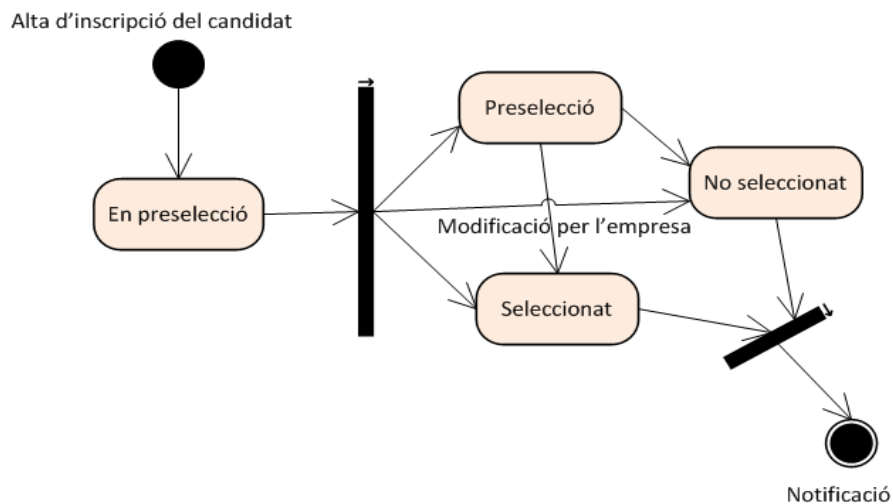 Alta d’inscripció del candidat
Preselecció
No seleccionat
En preselecció
Modificació per l’empresa
Seleccionat
Notificació